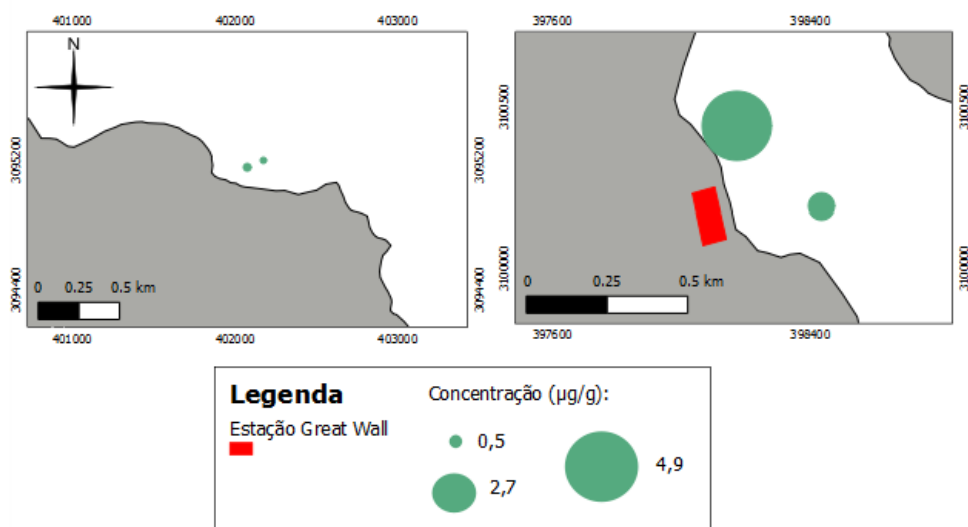 401000 402000 403000
N
3095200 3095200
3094400 3094400
0 0.25 0.5 km
401000 402000 403000
397600 398400
3100500 3100500
3100000 3100000
0 0.25 0.5 km
397600 398400
Legenda
Estação Great Wall
Concentração (µg/g):
0,5
2,7
4,9